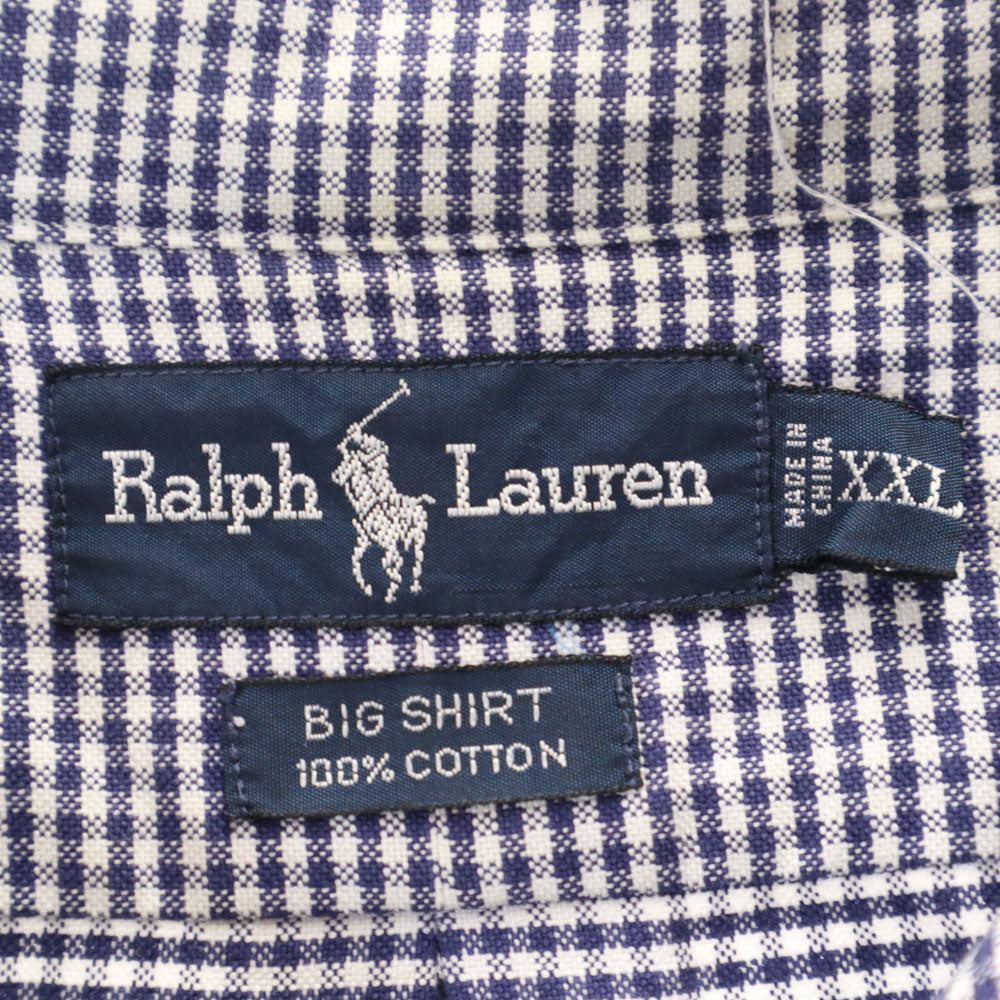 Ralph Lauren
MADE IN
CHINA
XXL
BIG SHIRT
100% COTTON